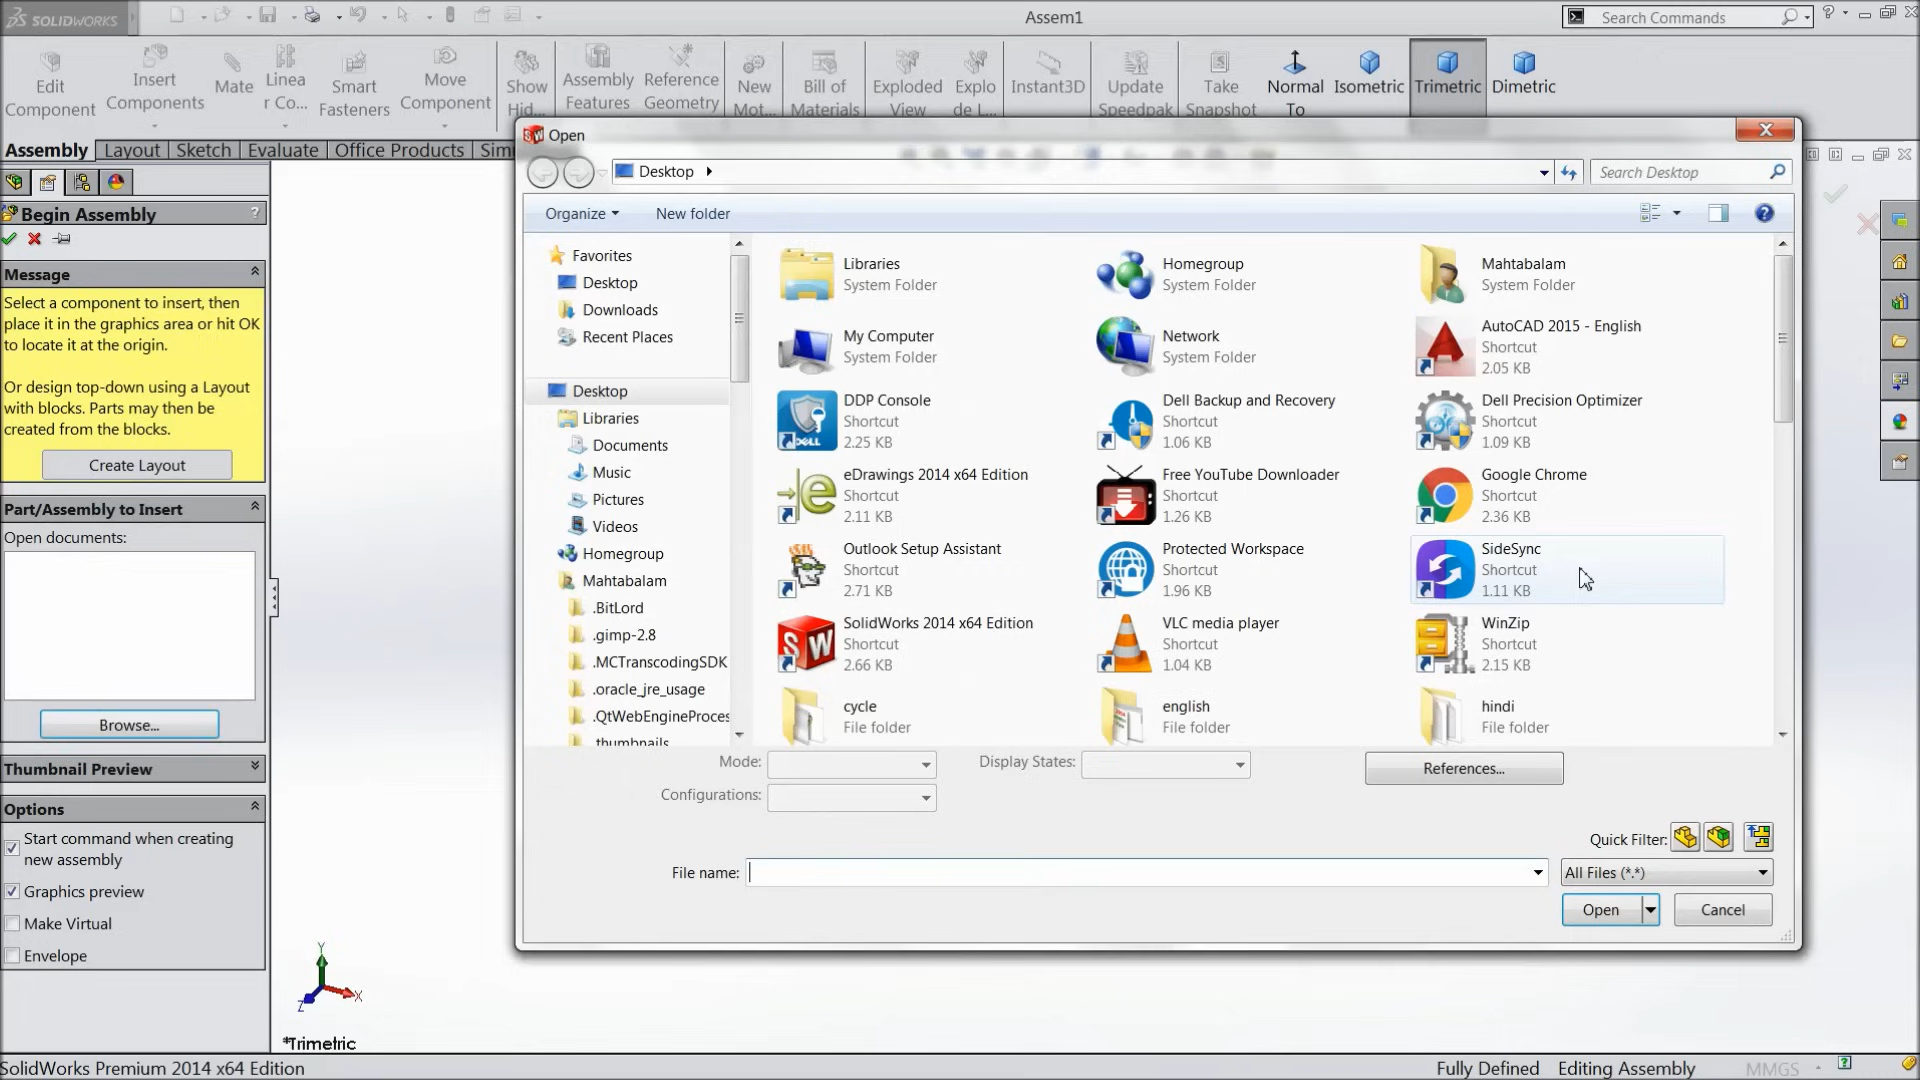 SOLIDWORKS
Assem1
Search Commands
Edit
Component
Insert
Components
Mate
Linea
r Co...
Smart
Fasteners
Move
Component
Show
Hid...
Assembly
Features
Reference
Geometry
New
Mot...
Bill of
Materials
Exploded
View
Explo
de L...
Instant3D
Update
Speedpak
Take
Snapshot
Normal
To
Isometric
Trimetric
Dimetric
Assembly
Layout
Sketch
Evaluate
Office Products
Begin Assembly
?
Message
Select a component to insert, then
place it in the graphics area or hit OK
to locate it at the origin.
Or design top-down using a Layout
with blocks. Parts may then be
created from the blocks.
Create Layout
Part/Assembly to Insert
Open documents:
Browse...
Thumbnail Preview
Options
Start command when creating
new assembly
Graphics preview
Make Virtual
Envelope
Open
Desktop
Search Desktop
Organize
New folder
Favorites
Desktop
Downloads
Recent Places
Desktop
Libraries
Documents
Music
Pictures
Videos
Homegroup
Mahtabalam
.BitLord
.gimp-2.8
.MCTranscodingSDK
.oracle_jre_usage
.QtWebEngineProces
.thumbnails
Libraries
System Folder
Homegroup
System Folder
Mahtabalam
System Folder
My Computer
System Folder
Network
System Folder
AutoCAD 2015 - English
Shortcut
2.05 KB
DDP Console
Shortcut
2.25 KB
Dell Backup and Recovery
Shortcut
1.06 KB
Dell Precision Optimizer
Shortcut
1.09 KB
eDrawings 2014 x64 Edition
Shortcut
2.11 KB
Free YouTube Downloader
Shortcut
1.26 KB
Google Chrome
Shortcut
2.36 KB
Outlook Setup Assistant
Shortcut
2.71 KB
Protected Workspace
Shortcut
1.96 KB
SideSync
Shortcut
1.11 KB
SolidWorks 2014 x64 Edition
Shortcut
2.66 KB
VLC media player
Shortcut
1.04 KB
WinZip
Shortcut
2.15 KB
cycle
File folder
english
File folder
hindi
File folder
Mode:
Display States:
References...
Configurations:
Quick Filter:
File name:
All Files (*.*)
Open
Cancel
Y
X
Z
*Trimetric
SolidWorks Premium 2014 x64 Edition
Fully Defined
Editing Assembly
MMGS